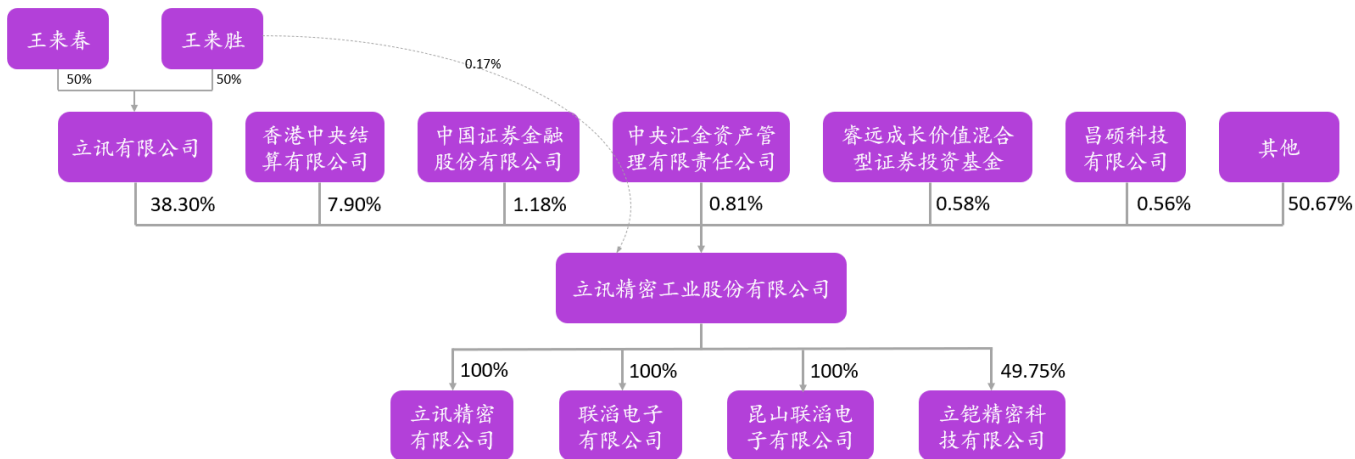 王来春
王来胜
0.17%
50%
50%
立讯有限公司
香港中央结
算有限公司
中国证券金融
股份有限公司
中央汇金资产管
理有限责任公司
睿远成长价值混合
型证券投资基金
昌硕科技
有限公司
其他
38.30%
7.90%
1.18%
0.81%
0.58%
0.56%
50.67%
立讯精密工业股份有限公司
100%
100%
100%
49.75%
立讯精密
有限公司
联滔电子
有限公司
昆山联滔电
子有限公司
立铠精密科
技有限公司